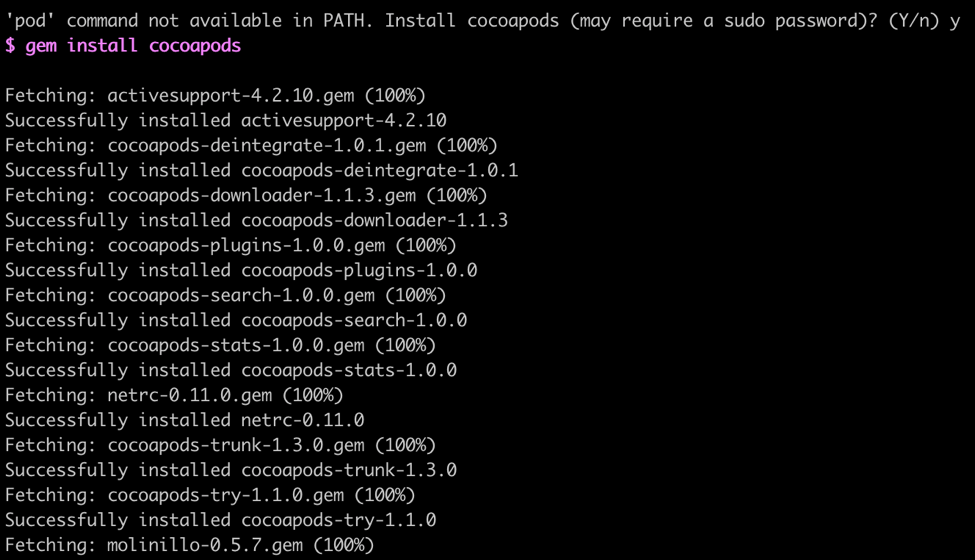 'pod' command not available in PATH. Install cocoapods (may require a sudo password)? (Y/n) y
$ gem install cocoapods
Fetching: activesupport-4.2.10.gem (100%)
Successfully installed activesupport-4.2.10
Fetching: cocoapods-deintegrate-1.0.1.gem (100%)
Successfully installed cocoapods-deintegrate-1.0.1
Fetching: cocoapods-downloader-1.1.3.gem (100%)
Successfully installed cocoapods-downloader-1.1.3
Fetching: cocoapods-plugins-1.0.0.gem (100%)
Successfully installed cocoapods-plugins-1.0.0
Fetching: cocoapods-search-1.0.0.gem (100%)
Successfully installed cocoapods-search-1.0.0
Fetching: cocoapods-stats-1.0.0.gem (100%)
Successfully installed cocoapods-stats-1.0.0
Fetching: netrc-0.11.0.gem (100%)
Successfully installed netrc-0.11.0
Fetching: cocoapods-trunk-1.3.0.gem (100%)
Successfully installed cocoapods-trunk-1.3.0
Fetching: cocoapods-try-1.1.0.gem (100%)
Successfully installed cocoapods-try-1.1.0
Fetching: molinillo-0.5.7.gem (100%)